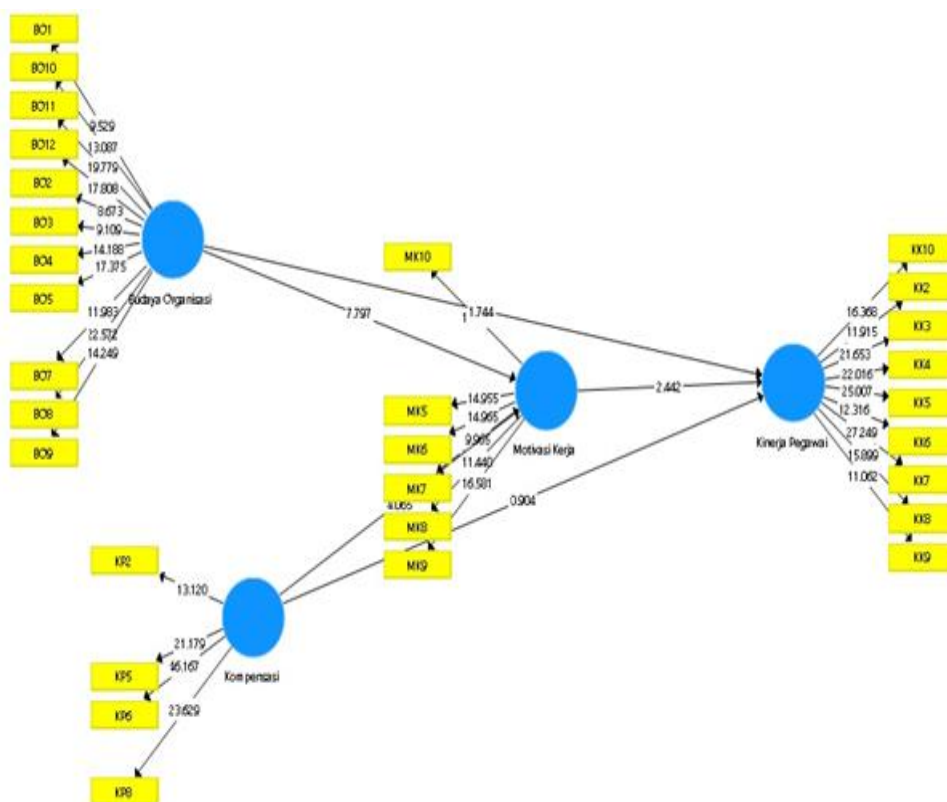 BO1
BO10
BO11
BO12
BO2
BO3
BO4
BO5
BO7
BO8
BO9
9.529
13.087
19.779
17.808
8.673
9.109
14.188
17.375
11.983
14.249
Budaya Organisasi
7.797
1.744
MK10
MK5
MK6
MK7
MK8
MK9
14.955
14.965
9.965
11.440
16.581
Motivasi Kerja
2.442
0.904
KP2
KP5
KP6
KP8
13.120
21.179
46.167
23.629
Kompensasi
Kinerja Pegawai
16.368
11.915
21.653
22.016
25.007
12.316
27.249
15.899
11.062
KK10
KK2
KK3
KK4
KK5
KK6
KK7
KK8
KK9